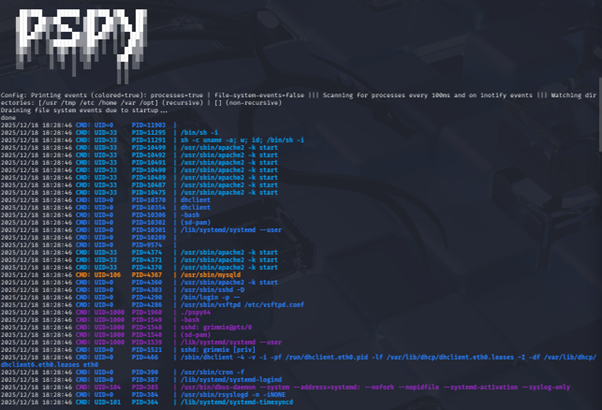 pspy
Config: Printing events (colored=true): processes=true | file-system-events=false ||| Scanning for processes every 100ms and on inotify events ||| Watching dir
ectories: [/usr /tmp /etc /home /var /opt] (recursive) | [] (non-recursive)
Draining file system events due to startup...
done
2025/12/18 18:28:46 CMD: UID=0 PID=11903 |
2025/12/18 18:28:46 CMD: UID=33 PID=11295 | /bin/sh -i
2025/12/18 18:28:46 CMD: UID=33 PID=11291 | sh -c uname -a; w; id; /bin/sh -i
2025/12/18 18:28:46 CMD: UID=33 PID=10499 | /usr/sbin/apache2 -k start
2025/12/18 18:28:46 CMD: UID=33 PID=10492 | /usr/sbin/apache2 -k start
2025/12/18 18:28:46 CMD: UID=33 PID=10491 | /usr/sbin/apache2 -k start
2025/12/18 18:28:46 CMD: UID=33 PID=10490 | /usr/sbin/apache2 -k start
2025/12/18 18:28:46 CMD: UID=33 PID=10489 | /usr/sbin/apache2 -k start
2025/12/18 18:28:46 CMD: UID=33 PID=10487 | /usr/sbin/apache2 -k start
2025/12/18 18:28:46 CMD: UID=33 PID=10475 | /usr/sbin/apache2 -k start
2025/12/18 18:28:46 CMD: UID=0 PID=10370 | dhclient
2025/12/18 18:28:46 CMD: UID=0 PID=10354 | dhclient
2025/12/18 18:28:46 CMD: UID=0 PID=10306 | -bash
2025/12/18 18:28:46 CMD: UID=0 PID=10302 | (sd-pam)
2025/12/18 18:28:46 CMD: UID=0 PID=10301 | /lib/systemd/systemd --user
2025/12/18 18:28:46 CMD: UID=0 PID=10289 |
2025/12/18 18:28:46 CMD: UID=0 PID=9574 |
2025/12/18 18:28:46 CMD: UID=33 PID=4374 | /usr/sbin/apache2 -k start
2025/12/18 18:28:46 CMD: UID=33 PID=4371 | /usr/sbin/apache2 -k start
2025/12/18 18:28:46 CMD: UID=33 PID=4370 | /usr/sbin/apache2 -k start
2025/12/18 18:28:46 CMD: UID=106 PID=4367 | /usr/sbin/mysqld
2025/12/18 18:28:46 CMD: UID=0 PID=4360 | /usr/sbin/apache2 -k start
2025/12/18 18:28:46 CMD: UID=0 PID=4303 | /usr/sbin/sshd -D
2025/12/18 18:28:46 CMD: UID=0 PID=4290 | /bin/login -p --
2025/12/18 18:28:46 CMD: UID=0 PID=4286 | /usr/sbin/vsftpd /etc/vsftpd.conf
2025/12/18 18:28:46 CMD: UID=1000 PID=1960 | ./pspy64
2025/12/18 18:28:46 CMD: UID=1000 PID=1549 | -bash
2025/12/18 18:28:46 CMD: UID=1000 PID=1548 | sshd: grimmie@pts/0
2025/12/18 18:28:46 CMD: UID=1000 PID=1540 | (sd-pam)
2025/12/18 18:28:46 CMD: UID=1000 PID=1539 | /lib/systemd/systemd --user
2025/12/18 18:28:46 CMD: UID=0 PID=1521 | sshd: grimmie [priv]
2025/12/18 18:28:46 CMD: UID=0 PID=466 | /sbin/dhclient -4 -v -i -pf /run/dhclient.eth0.pid -lf /var/lib/dhcp/dhclient.eth0.leases -I -df /var/lib/dhcp/
dhclient6.eth0.leases eth0
2025/12/18 18:28:46 CMD: UID=0 PID=390 | /usr/sbin/cron -f
2025/12/18 18:28:46 CMD: UID=0 PID=387 | /lib/systemd/systemd-logind
2025/12/18 18:28:46 CMD: UID=104 PID=385 | /usr/bin/dbus-daemon --system --address=systemd: --nofork --nopidfile --systemd-activation --syslog-only
2025/12/18 18:28:46 CMD: UID=0 PID=384 | /usr/sbin/rsyslogd -n -iNONE
2025/12/18 18:28:46 CMD: UID=101 PID=364 | /lib/systemd/systemd-timesyncd